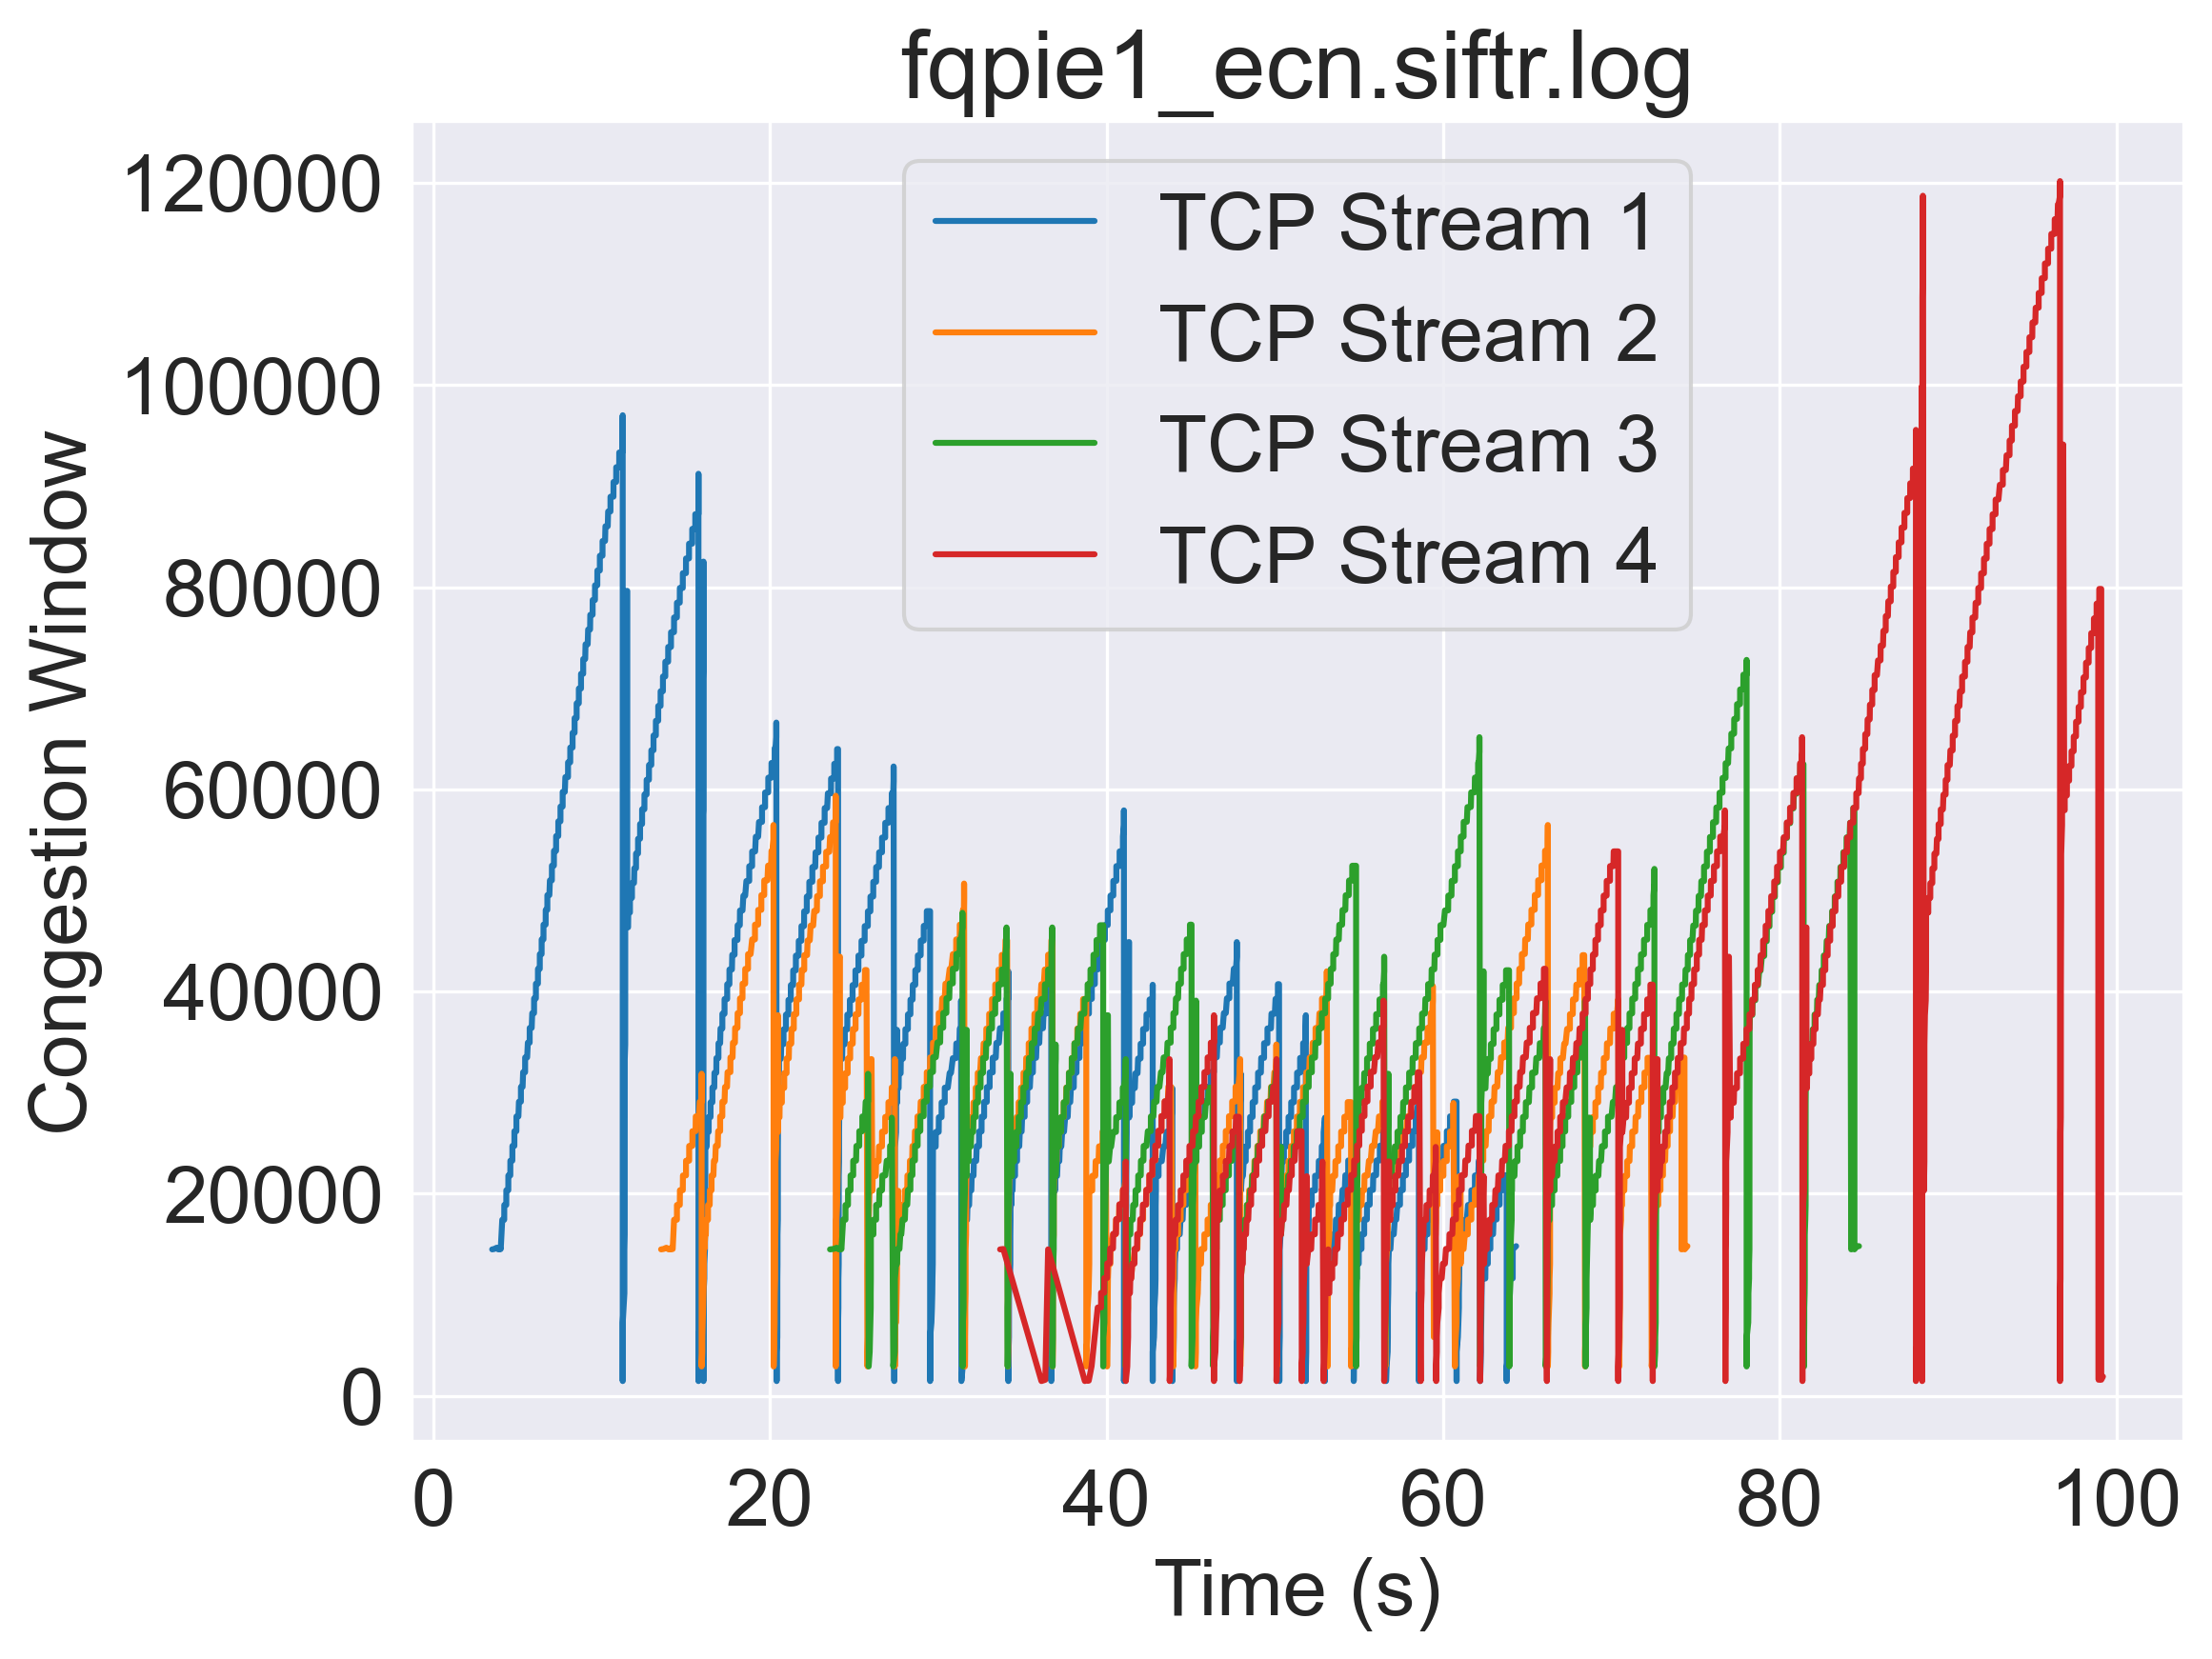 fqpie1_ecn.siftr.log
120000
100000
80000
60000
40000
20000
0
Congestion Window
TCP Stream 1
TCP Stream 2
TCP Stream 3
TCP Stream 4
0 20 40 60 80 100
Time (s)